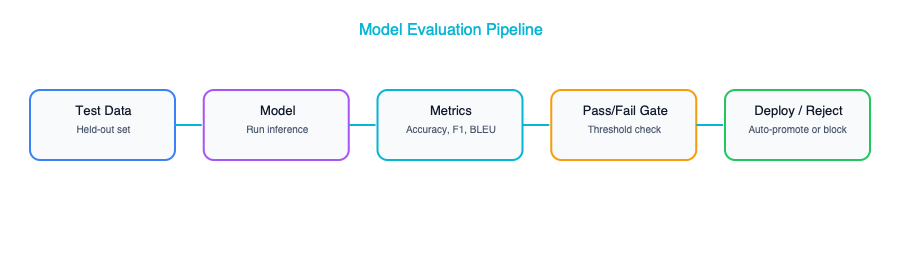 Model Evaluation Pipeline
Test Data
Held-out set
Model
Run inference
Metrics
Accuracy, F1, BLEU
Pass/Fail Gate
Threshold check
Deploy / Reject
Auto-promote or block